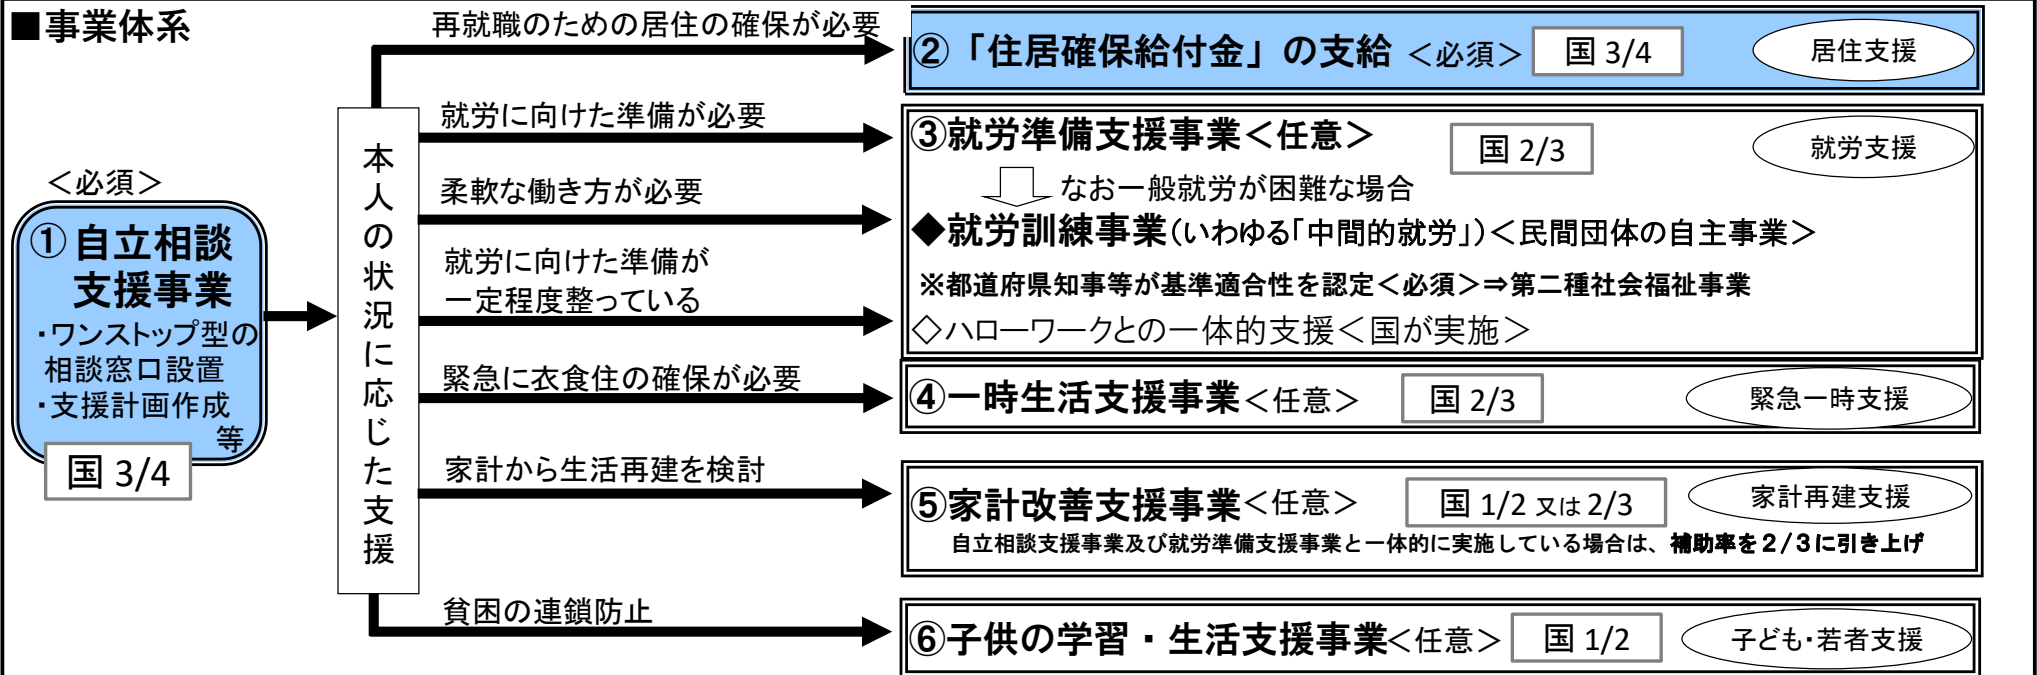 ■事業体系
＜必須＞
①自立相談
支援事業
・ワンストップ型の
相談窓口設置
・支援計画作成
等
国 3/4
本人の状況に応じた支援
再就職のための居住の確保が必要
②「住居確保給付金」の支給 ＜必須＞ 国 3/4 居住支援
就労に向けた準備が必要
③就労準備支援事業＜任意＞ 国 2/3 就労支援
なお一般就労が困難な場合
柔軟な働き方が必要
◆就労訓練事業（いわゆる「中間的就労」）＜民間団体の自主事業＞
※都道府県知事等が基準適合性を認定＜必須＞⇒第二種社会福祉事業
就労に向けた準備が
一定程度整っている
◇ハローワークとの一体的支援＜国が実施＞
緊急に衣食住の確保が必要
④一時生活支援事業＜任意＞ 国 2/3 緊急一時支援
家計から生活再建を検討
⑤家計改善支援事業＜任意＞ 国 1/2 又は 2/3 家計再建支援
自立相談支援事業及び就労準備支援事業と一体的に実施している場合は、補助率を２/３に引き上げ
貧困の連鎖防止
⑥子供の学習・生活支援事業＜任意＞ 国 1/2 子ども・若者支援